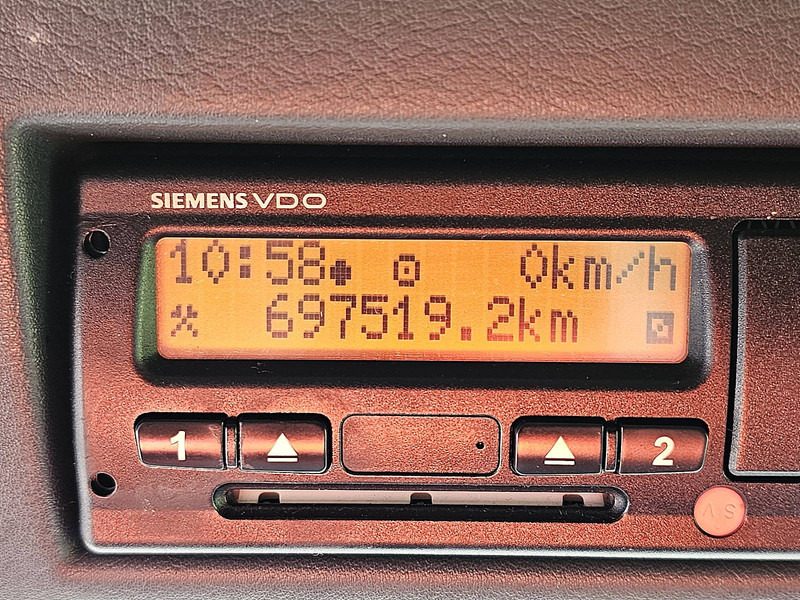 SIEMENS VDO
10:58 0km/h
697519.2km
1 2